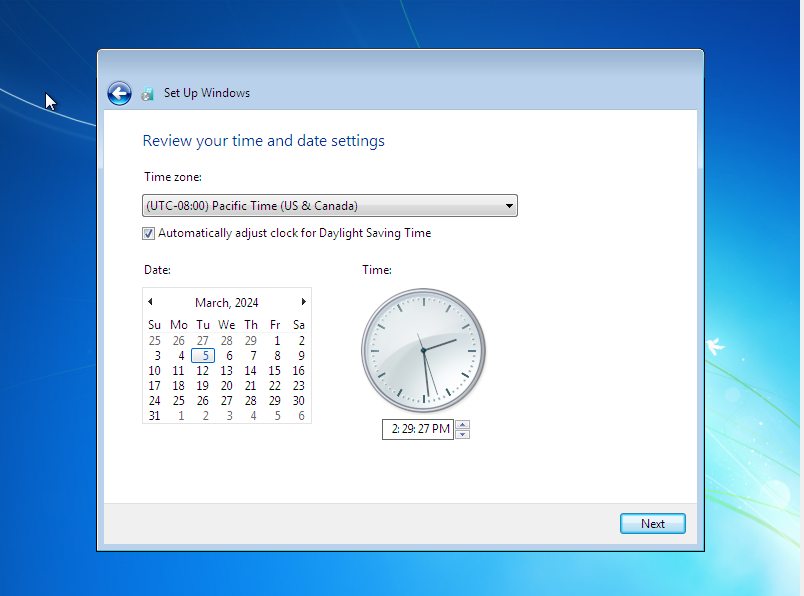 Set Up Windows
Review your time and date settings
Time zone:
(UTC-08:00) Pacific Time (US & Canada)
Automatically adjust clock for Daylight Saving Time
Date: Time:
March, 2024
Su Mo Tu We Th Fr Sa
25 26 27 28 29 1 2
3 4 5 6 7 8 9
10 11 12 13 14 15 16
17 18 19 20 21 22 23
24 25 26 27 28 29 30
31 1 2 3 4 5 6
2:29:27 PM
Next